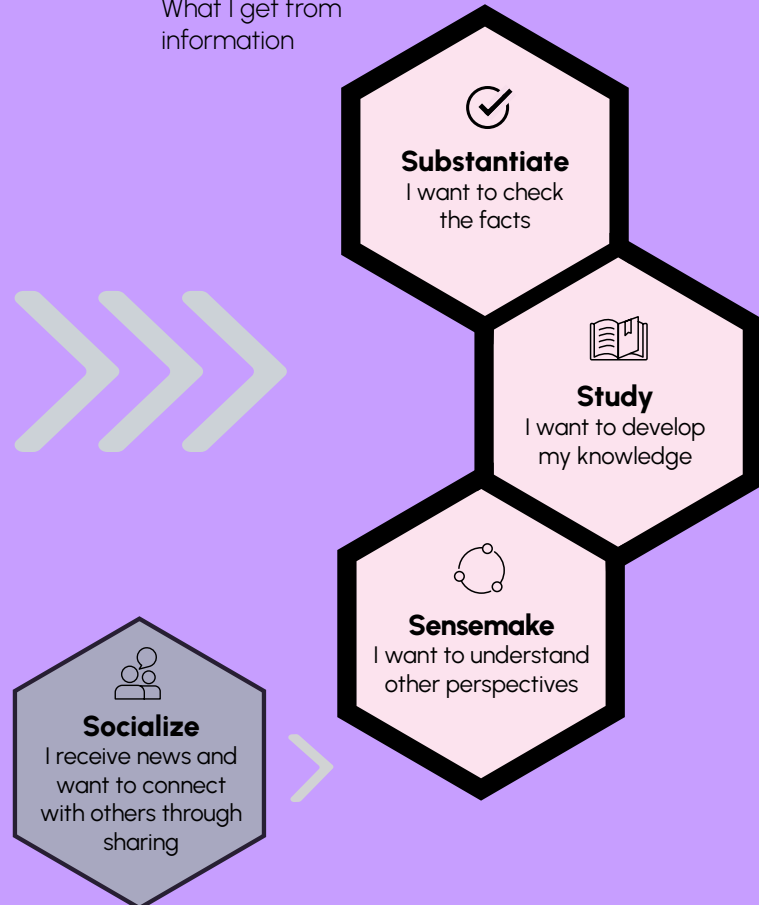 What I get from
information
Substantiate
I want to check
the facts
Study
I want to develop
my knowledge
Sensemake
I want to understand
other perspectives
Socialize
I receive news and
want to connect
with others through
sharing